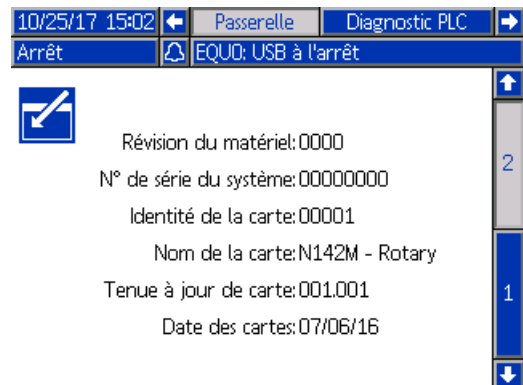 10/25/17 15:02 Passerelle Diagnostic PLC
Arrêt EQU0: USB à l'arrêt
Révision du matériel: 0000
N° de série du système: 00000000
Identité de la carte: 00001
Nom de la carte: N142M - Rotary
Tenue à jour de carte: 001.001
Date des cartes: 07/06/16
2
1